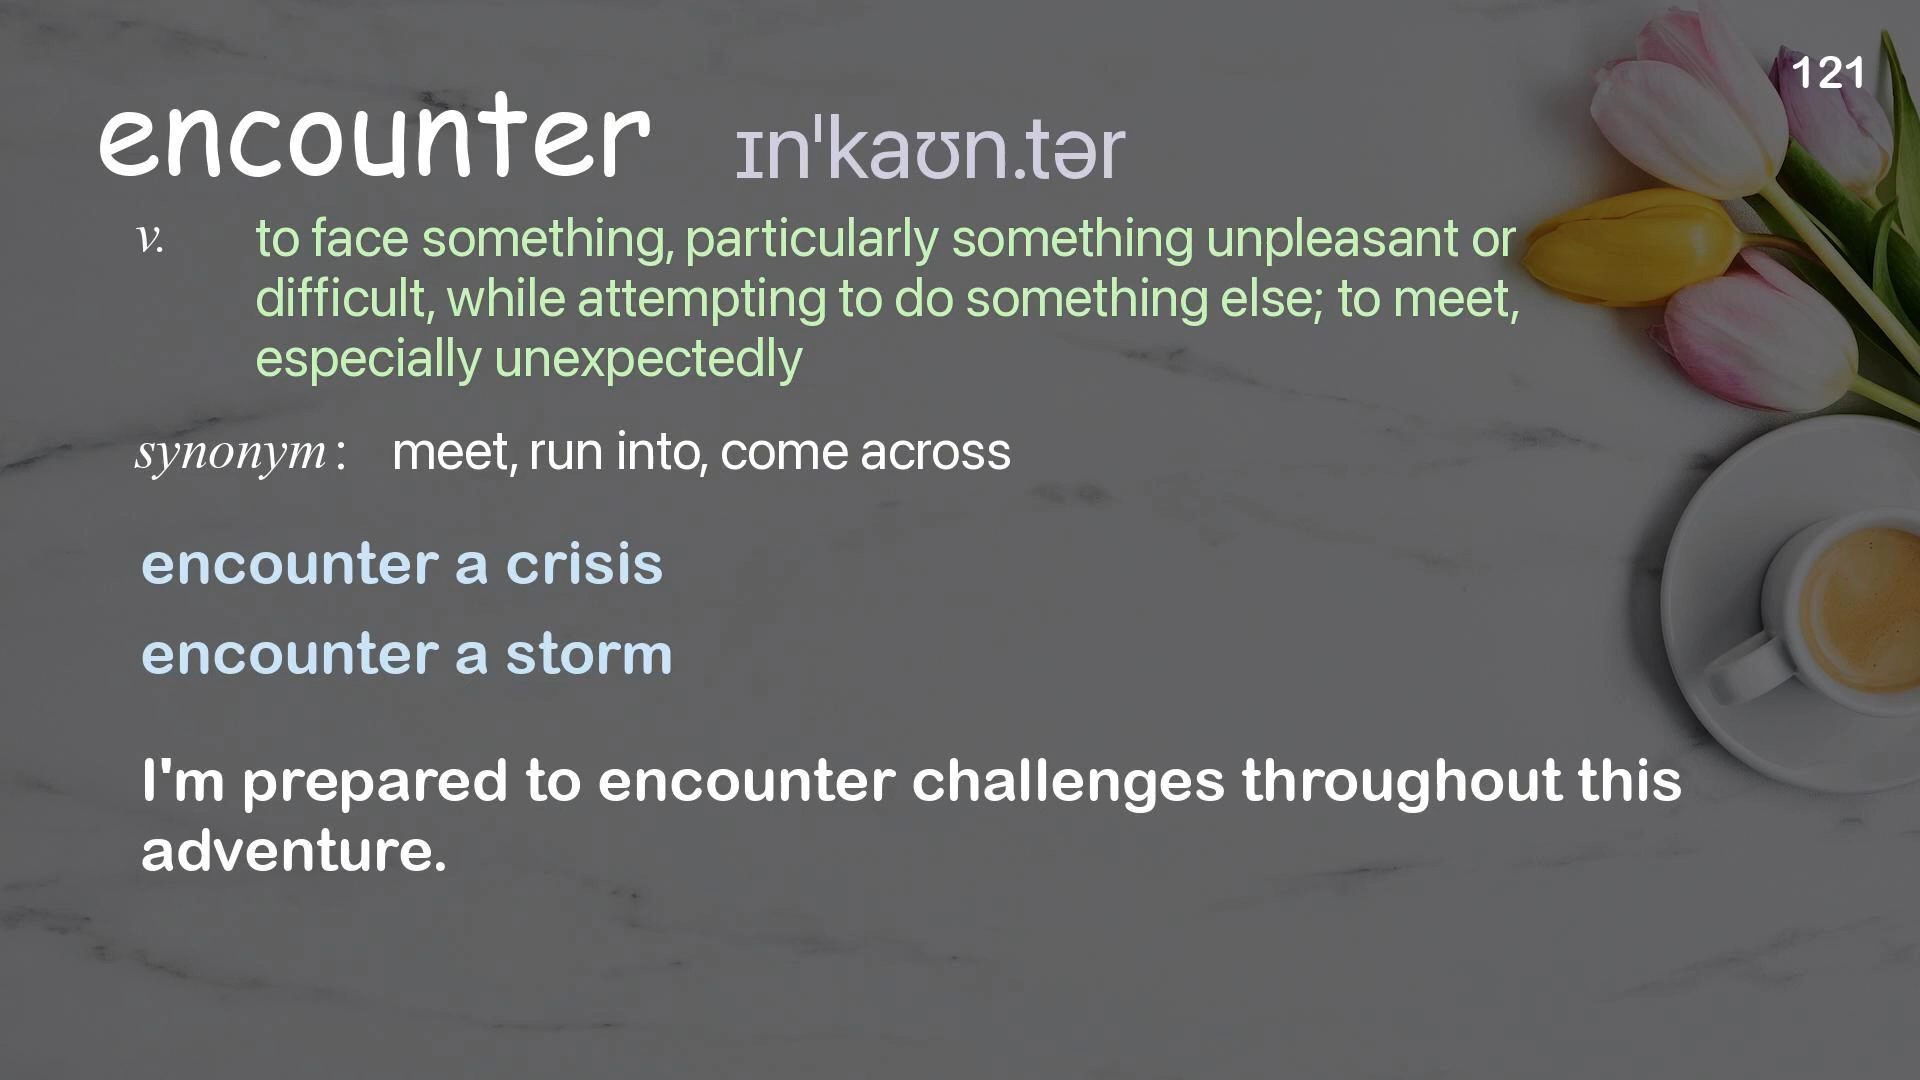 121
encounter ɪnˈkaʊn.tər
v. to face something, particularly something unpleasant or
difficult, while attempting to do something else; to meet,
especially unexpectedly
synonym : meet, run into, come across
encounter a crisis
encounter a storm
I'm prepared to encounter challenges throughout this
adventure.